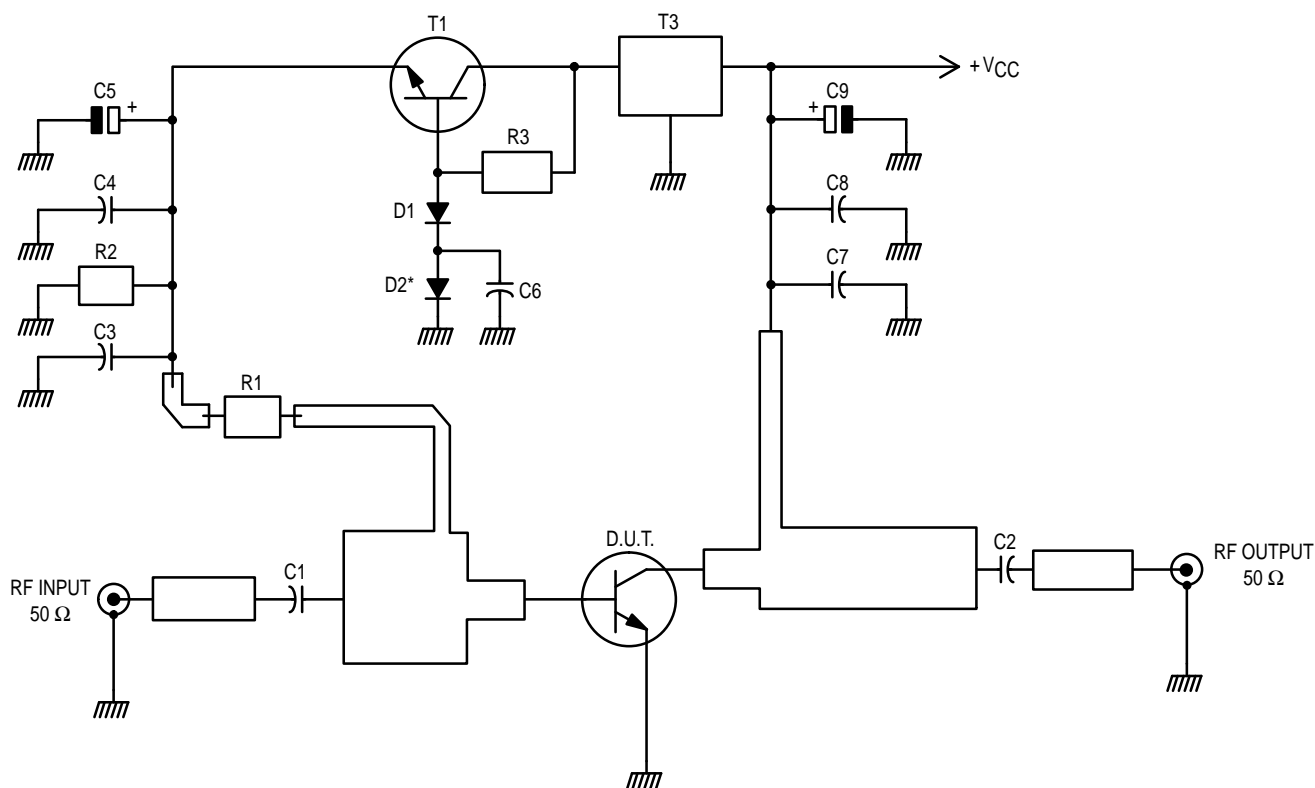 T1
T3
+VCC
C5
+
C9
+
R3
C4
C8
D1
R2
C7
D2*
C6
C3
R1
D.U.T.
C2
RF OUTPUT
50 Ω
C1
RF INPUT
50 Ω